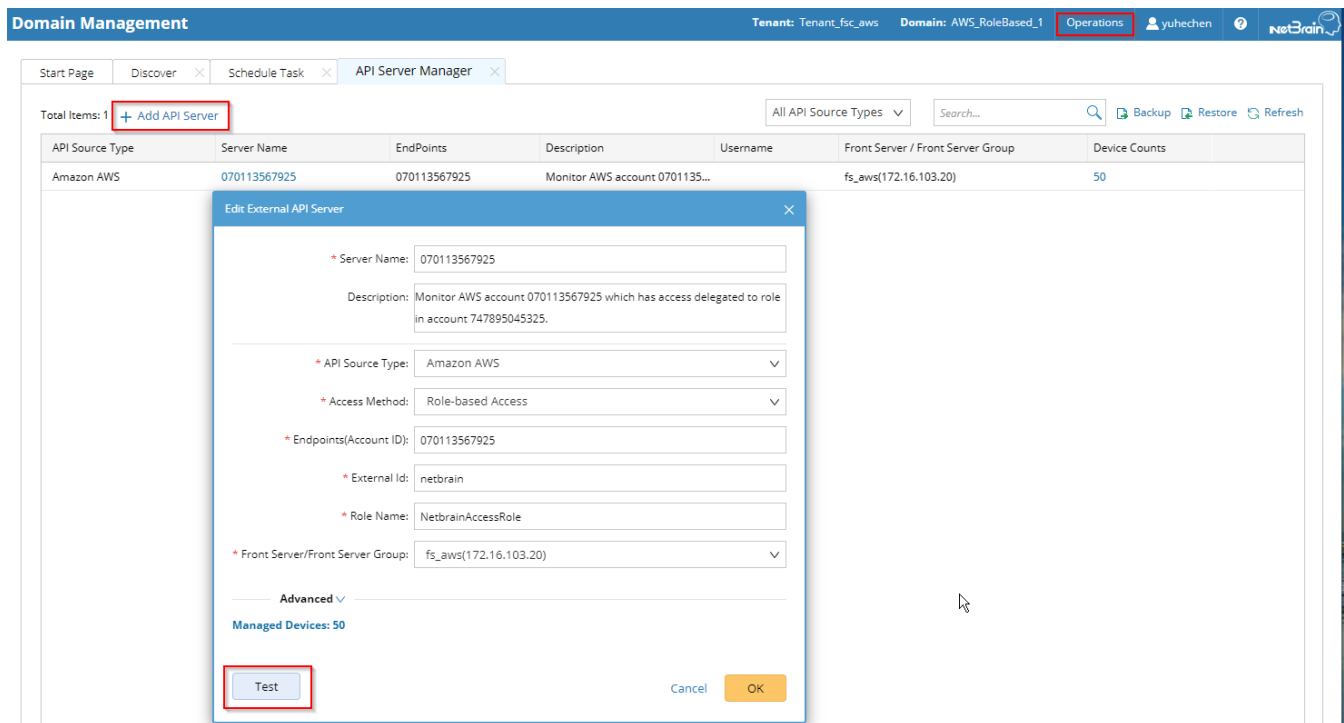 Domain Management
Tenant: Tenant_fsc_aws Domain: AWS_RoleBased_1 Operations yuhechen ? NetBrain
Start Page Discover Schedule Task API Server Manager
Total Items: 1 + Add API Server All API Source Types Search... Backup Restore Refresh
API Source Type Server Name EndPoints Description Username Front Server / Front Server Group Device Counts
Amazon AWS 070113567925 070113567925 Monitor AWS account 0701135... fs_aws(172.16.103.20) 50
Edit External API Server
* Server Name: 070113567925
Description: Monitor AWS account 070113567925 which has access delegated to role
in account 747895045325.
* API Source Type: Amazon AWS
* Access Method: Role-based Access
* Endpoints(Account ID): 070113567925
* External Id: netbrain
* Role Name: NetbrainAccessRole
* Front Server/Front Server Group: fs_aws(172.16.103.20)
Advanced
Managed Devices: 50
Test Cancel OK